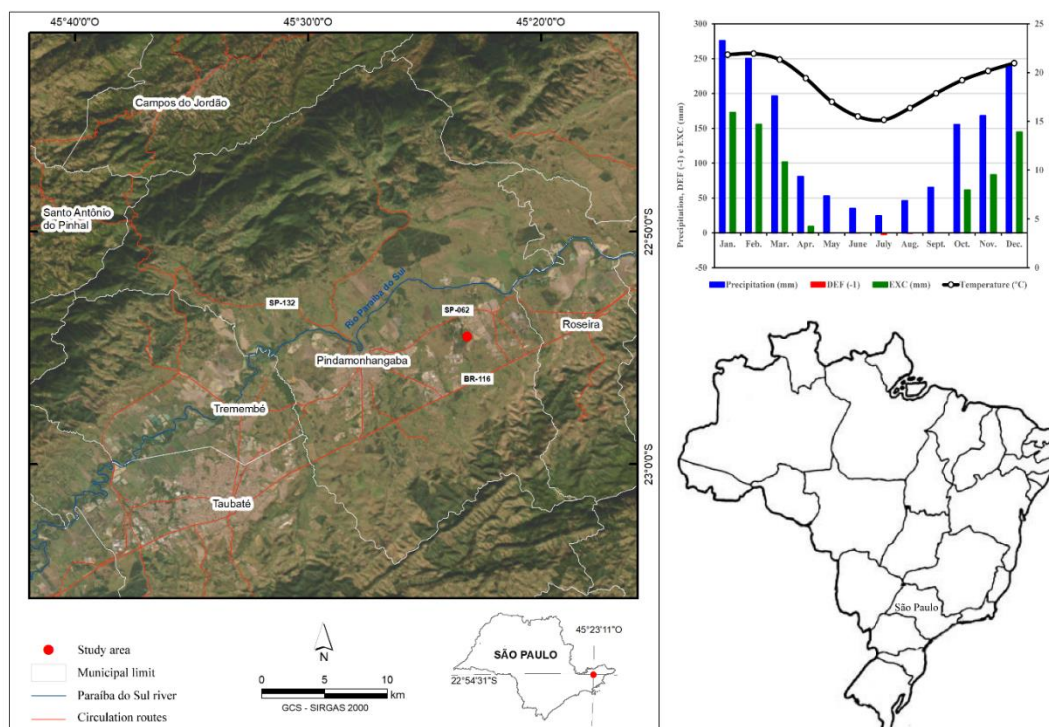 45°40'0"O
45°30'0"O
45°20'0"O
Campos do Jordão
Santo Antônio
do Pinhal
22°50'0"S
Rio Paraíba do Sul
SP-132
SP-062
Roseira
Pindamonhangaba
BR-116
Tremembé
23°0'0"S
Taubaté
Study area
Municipal limit
Paraíba do Sul river
Circulation routes
N
0 5 10
km
GCS - SIRGAS 2000
45°23'11"O
SÃO PAULO
22°54'31"S
Precipitation, DEF (-1) e EXC (mm)
300
250
200
150
100
50
0
-50
25
20
15
10
5
0
Jan. Feb. Mar. Apr. May June July Aug. Sept. Oct. Nov. Dec.
Precipitation (mm) DEF (-1) EXC (mm) Temperature (°C)
São Paulo